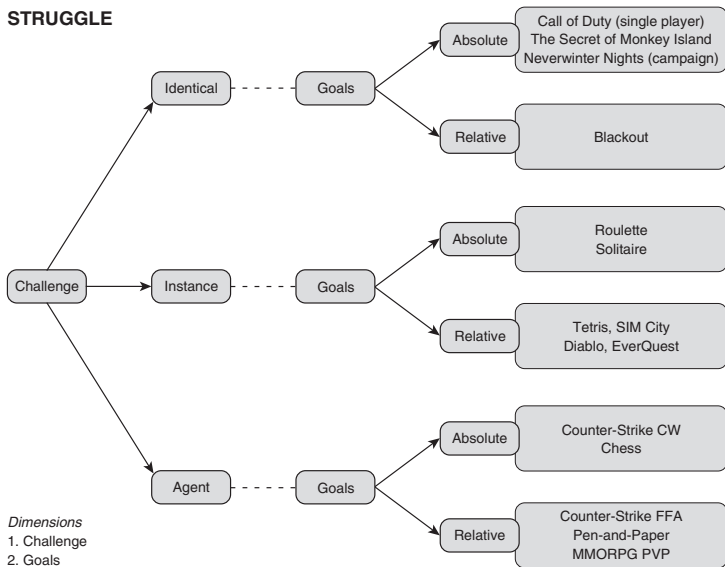 STRUGGLE
Challenge
Identical
Goals
Absolute
Call of Duty (single player)
The Secret of Monkey Island
Neverwinter Nights (campaign)
Relative
Blackout
Instance
Goals
Absolute
Roulette
Solitaire
Relative
Tetris, SIM City
Diablo, EverQuest
Agent
Goals
Absolute
Counter-Strike CW
Chess
Relative
Counter-Strike FFA
Pen-and-Paper
MMORPG PVP
Dimensions
1. Challenge
2. Goals